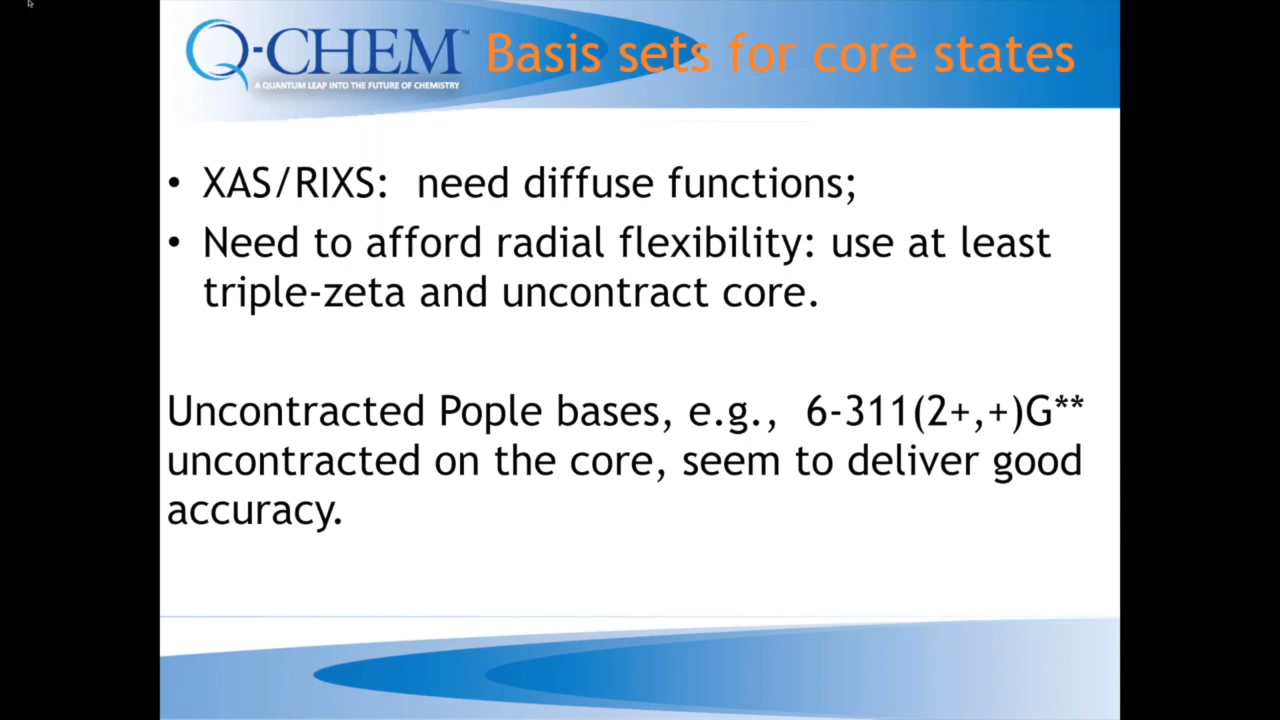 Q-CHEM™
A QUANTUM LEAP INTO THE FUTURE OF CHEMISTRY
Basis sets for core states
• XAS/RIXS: need diffuse functions;
• Need to afford radial flexibility: use at least
triple-zeta and uncontract core.
Uncontracted Pople bases, e.g., 6-311(2+,+)G**
uncontracted on the core, seem to deliver good
accuracy.